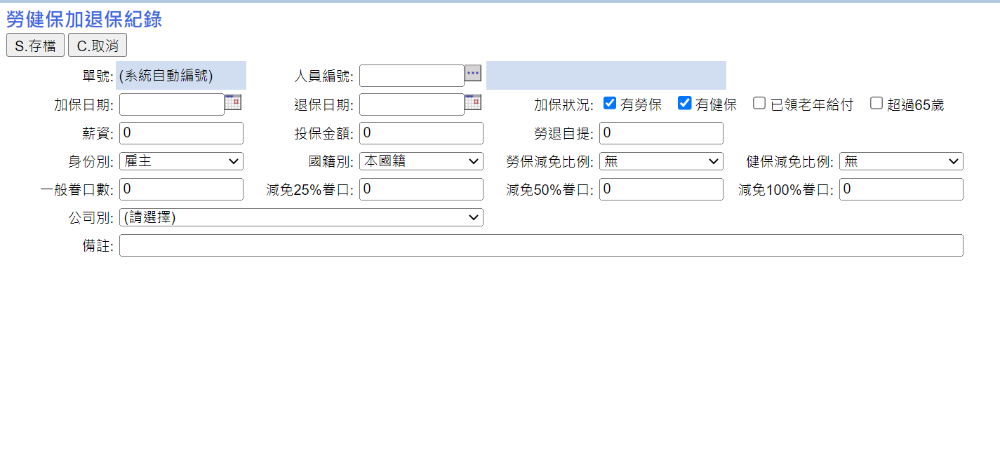 勞健保加退保紀錄
S.存檔 C.取消
單號: (系統自動編號) 人員編號:
加保日期: 退保日期: 加保狀況: 有勞保 有健保 已領老年給付 超過65歲
薪資: 0 投保金額: 0 勞退自提: 0
身份別: 雇主 國籍別: 本國籍 勞保減免比例: 無 健保減免比例: 無
一般眷口數: 0 減免25%眷口: 0 減免50%眷口: 0 減免100%眷口: 0
公司別: (請選擇)
備註: